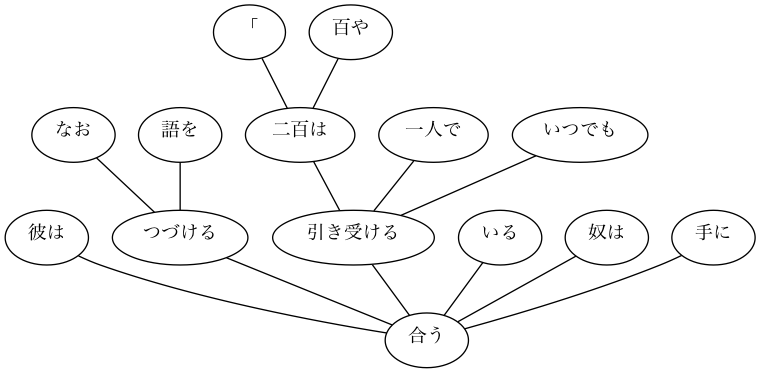 「 百や
なお 語を 二百は 一人で いつでも
彼は つづける 引き受ける いる 奴は 手に
合う